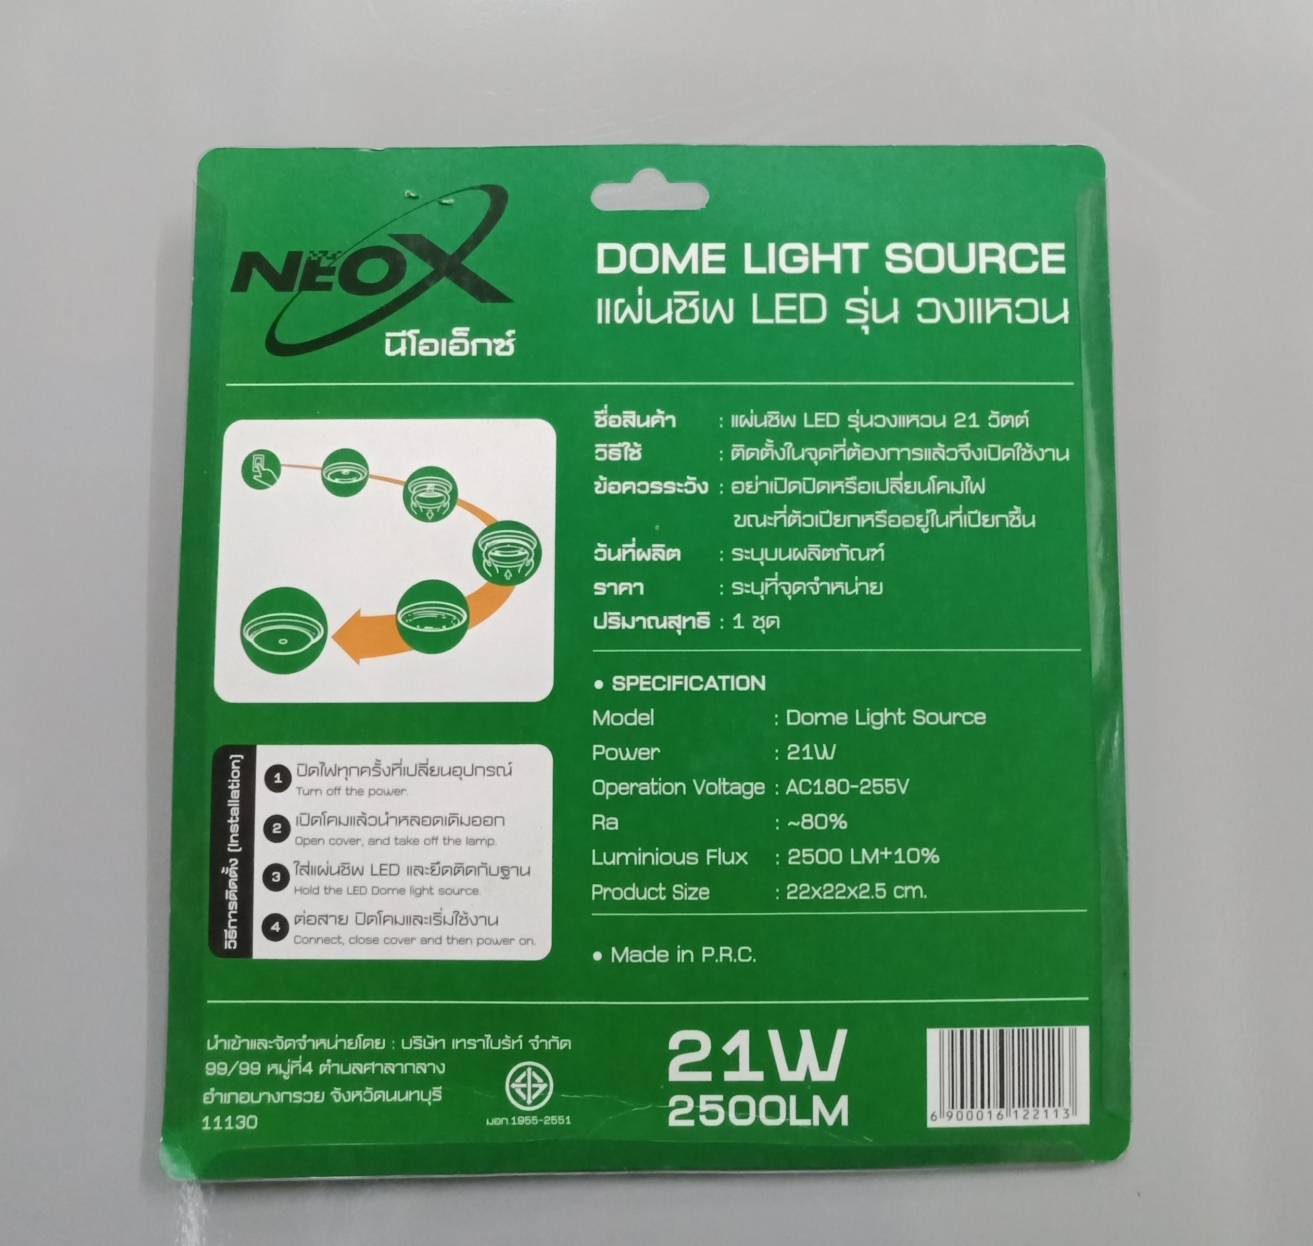 NEOX
นีโอเอ็กซ์
DOME LIGHT SOURCE
แผ่นชิพ LED รุ่น วงแหวน
ชื่อสินค้า : แผ่นชิพ LED รุ่นวงแหวน 21 วัตต์
วิธีใช้ : ติดตั้งในจุดที่ต้องการแล้วจึงเปิดใช้งาน
ข้อควรระวัง : อย่าเปิดปิดหรือเปลี่ยนโคมไฟ
ขณะที่ตัวเปียกหรืออยู่ในที่เปียกชื้น
วันที่ผลิต : ระบุบนผลิตภัณฑ์
ราคา : ระบุที่จุดจำหน่าย
ปริมาณสุทธิ : 1 ชุด
• SPECIFICATION
Model : Dome Light Source
Power : 21W
Operation Voltage : AC180-255V
Ra : ~80%
Luminious Flux : 2500 LM+10%
Product Size : 22x22x2.5 cm.
• Made in P.R.C.
วิธีการติดตั้ง (Installation)
1 ปิดไฟทุกครั้งที่เปลี่ยนอุปกรณ์
Turn off the power.
2 เปิดโคมแล้วนำหลอดเดิมออก
Open cover, and take off the lamp.
3 ใส่แผ่นชิพ LED และยึดติดกับฐาน
Hold the LED Dome light source.
4 ต่อสาย ปิดโคมและเริ่มใช้งาน
Connect, close cover and then power on.
นำเข้าและจัดจำหน่ายโดย : บริษัท เทราไบร้ท์ จำกัด
99/99 หมู่ที่4 ตำบลศาลากลาง
อำเภอบางกรวย จังหวัดนนทบุรี
11130
มอก.1955-2551
21W
2500LM
6 900016 122113